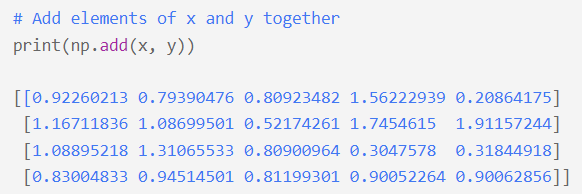 # Add elements of x and y together
print(np.add(x, y))
[[0.92260213 0.79390476 0.80923482 1.56222939 0.20864175]
[1.16711836 1.08699501 0.52174261 1.7454615 1.91157244]
[1.08895218 1.31065533 0.80900964 0.3047578 0.31844918]
[0.83004833 0.94514501 0.81199301 0.90052264 0.90062856]]